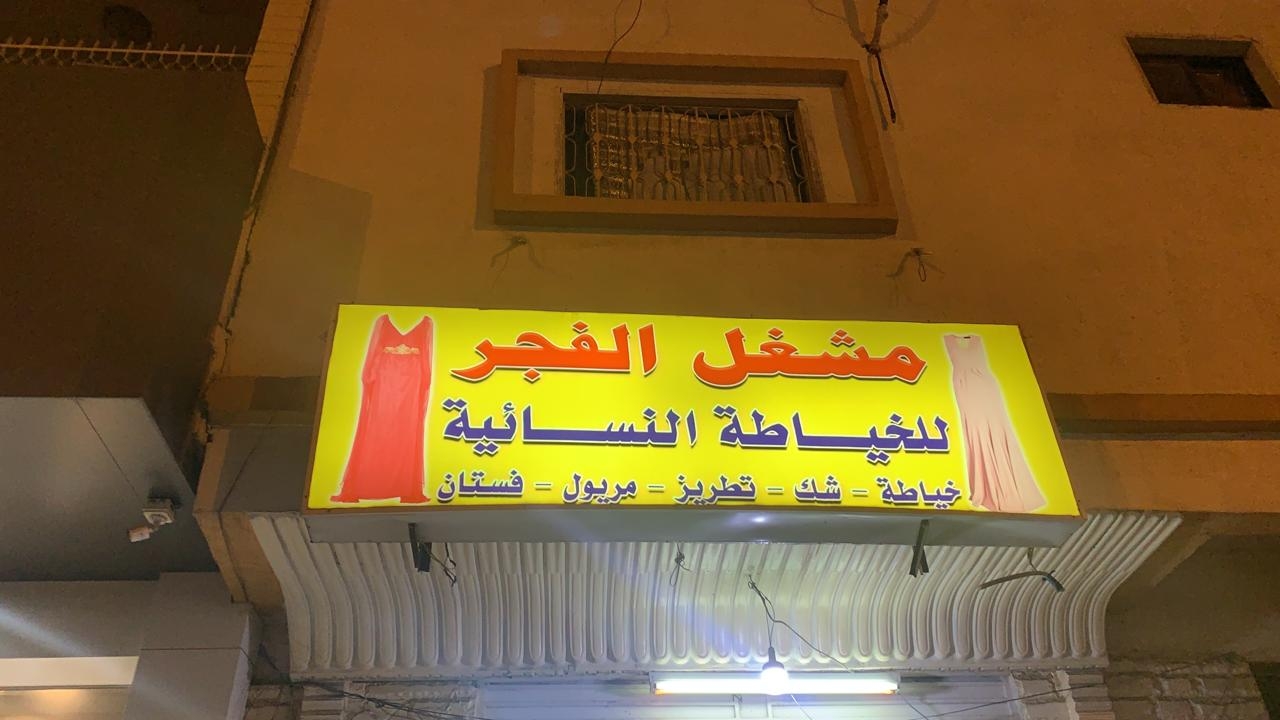 مشغل الفجر
للخياطة النسائية
خياطة - شك - تطريز - مريول - فستان